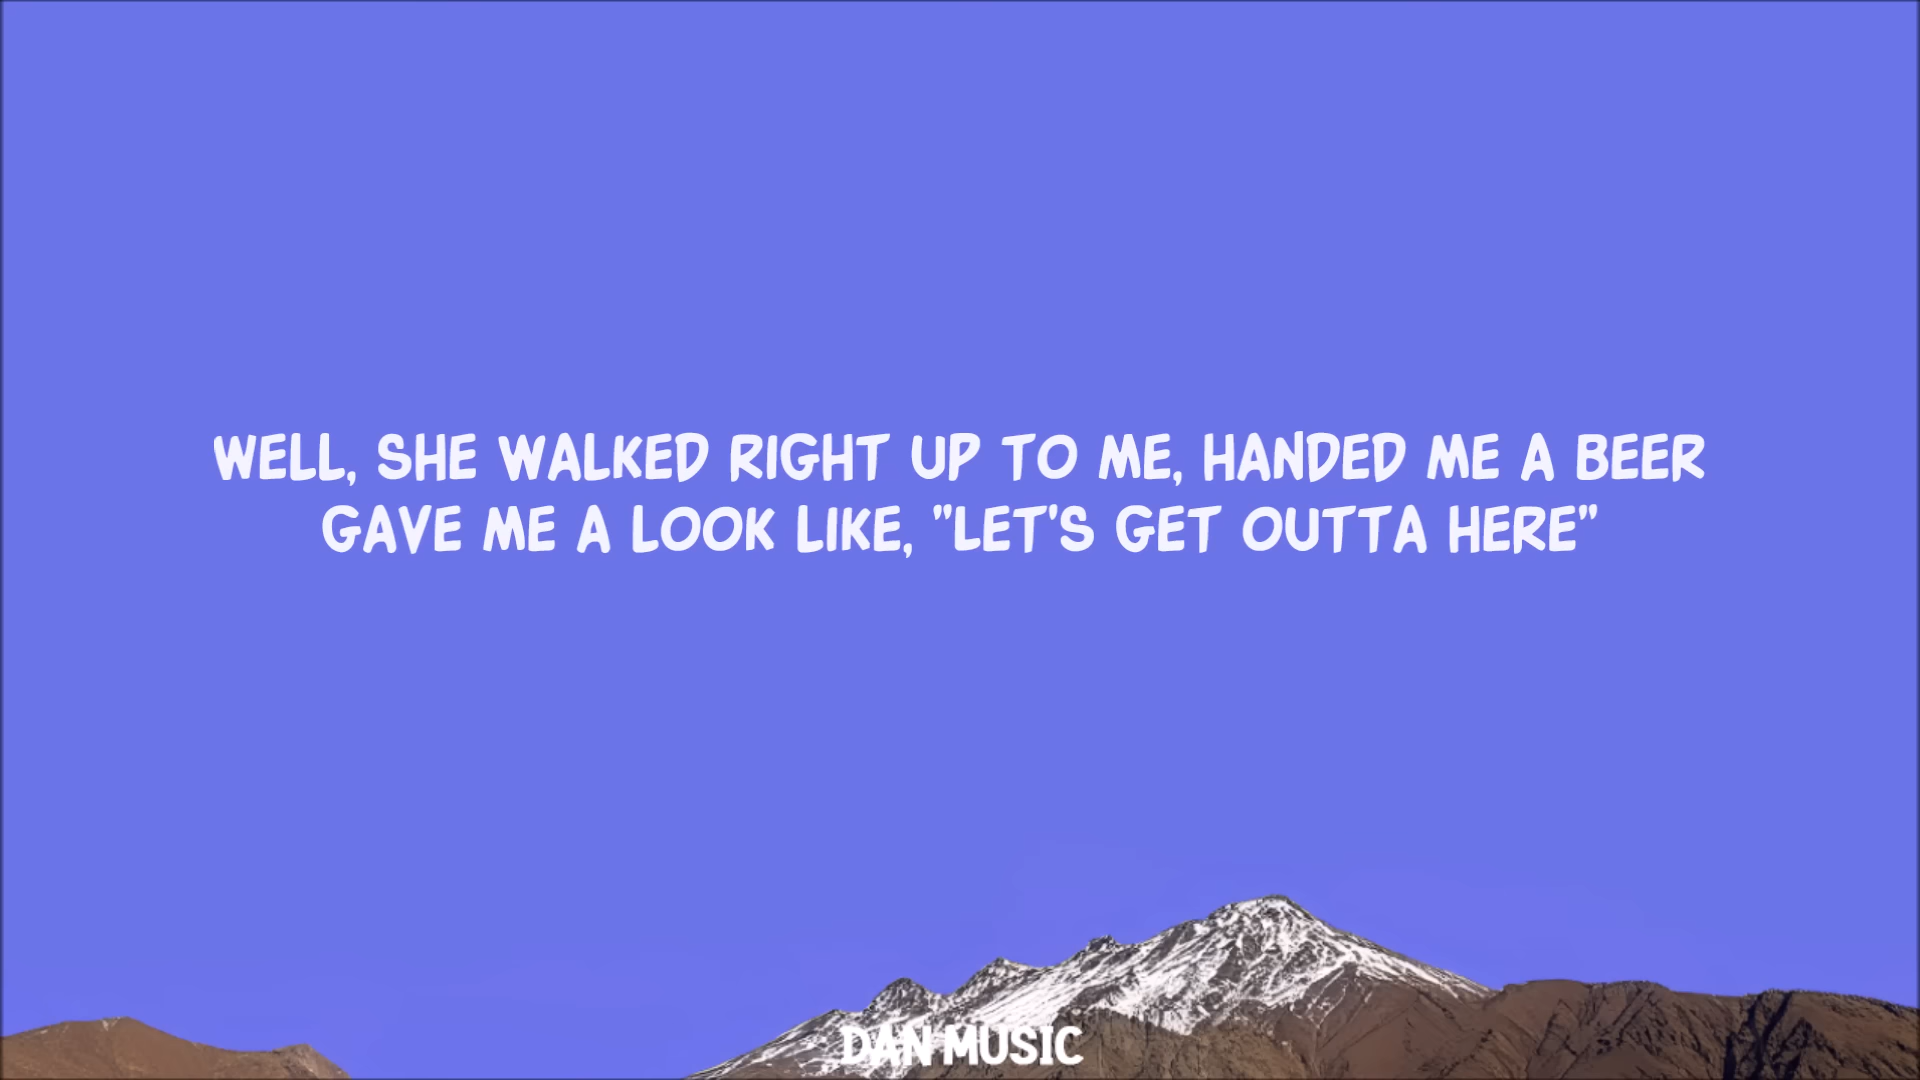 WELL, SHE WALKED RIGHT UP TO ME, HANDED ME A BEER
GAVE ME A LOOK LIKE, "LET'S GET OUTTA HERE"
DAN MUSIC